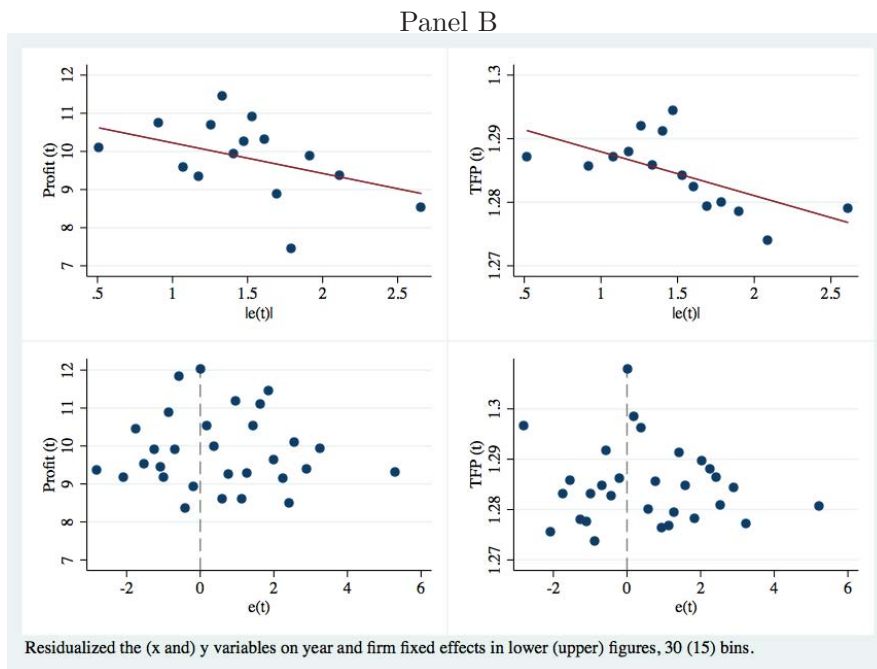 Panel B
12
11
10
9
8
7
Profit (t)
.5 1 1.5 2 2.5
|e(t)|
1.3
1.29
1.28
1.27
TFP (t)
.5 1 1.5 2 2.5
|e(t)|
12
11
10
9
8
7
Profit (t)
-2 0 2 4 6
e(t)
1.3
1.29
1.28
1.27
TFP (t)
-2 0 2 4 6
e(t)
Residualized the (x and) y variables on year and firm fixed effects in lower (upper) figures, 30 (15) bins.